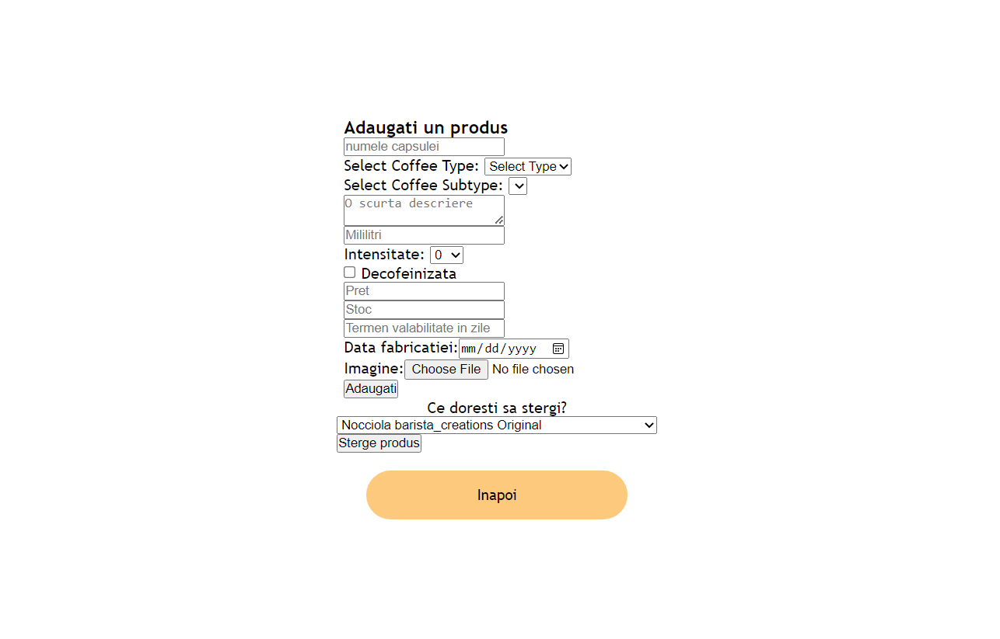 Adaugati un produs
numele capsulei
Select Coffee Type: Select Type
Select Coffee Subtype:
O scurta descriere
Mililitri
Intensitate: 0
Decofeinizata
Pret
Stoc
Termen valabilitate in zile
Data fabricatiei: mm/dd/yyyy
Imagine: Choose File No file chosen
Adaugati
Ce doresti sa stergi?
Nocciola barista_creations Original
Sterge produs
Inapoi